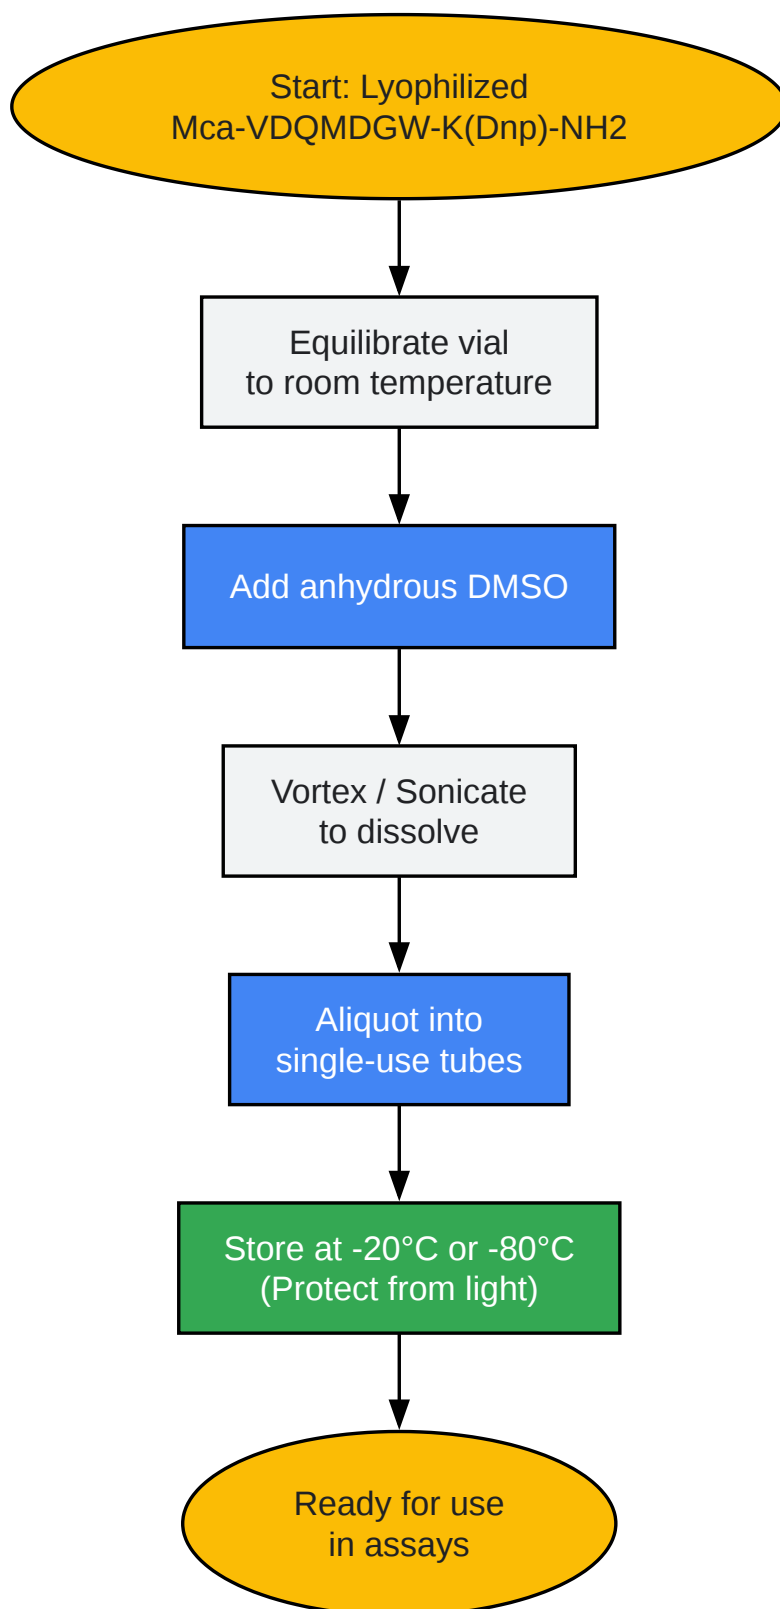 Start: Lyophilized
Mca-VDQMDGW-K(Dnp)-NH2
Equilibrate vial
to room temperature
Add anhydrous DMSO
Vortex / Sonicate
to dissolve
Aliquot into
single-use tubes
Store at -20°C or -80°C
(Protect from light)
Ready for use
in assays